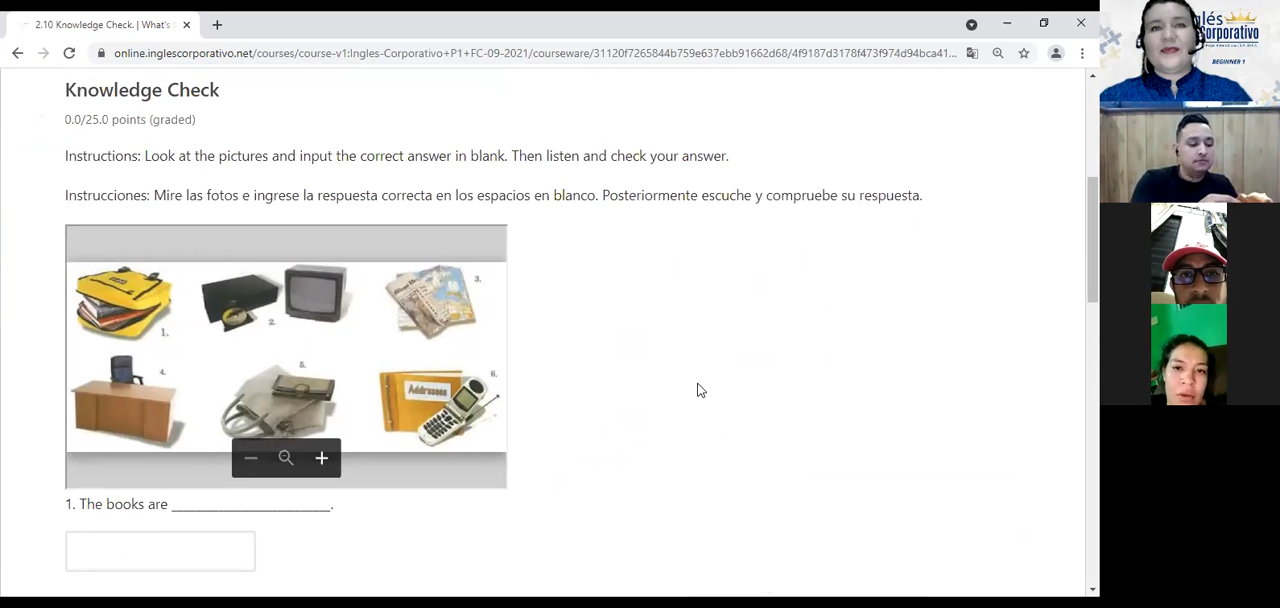 2.10 Knowledge Check. | What's
online.inglescorporativo.net/courses/course-v1:Ingles-Corporativo+P1+FC-09-2021/courseware/31120f7265844b759e637ebb91662d68/4f9187d3178f473f974d94bca41...
Knowledge Check
0.0/25.0 points (graded)
Instructions: Look at the pictures and input the correct answer in blank. Then listen and check your answer.
Instrucciones: Mire las fotos e ingrese la respuesta correcta en los espacios en blanco. Posteriormente escuche y compruebe su respuesta.
1.
2.
3.
4.
5.
6.
Addresses
1. The books are ______________________.
glés
orporativo
BEGINNER 1